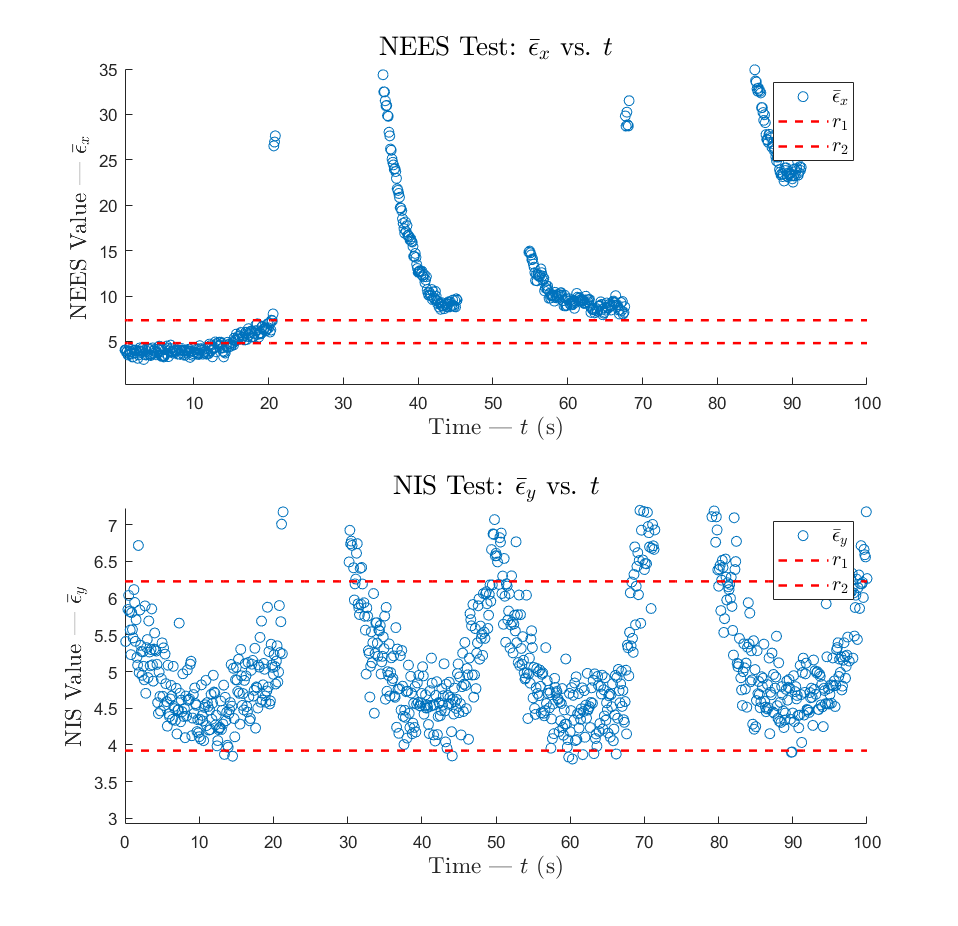 NEES Test: ε̄ₓ vs. t
NEES Value — ε̄ₓ
35
30
25
20
15
10
5
ε̄ₓ
r₁
r₂
10 20 30 40 50 60 70 80 90 100
Time — t (s)
NIS Test: ε̄ᵧ vs. t
NIS Value — ε̄ᵧ
7
6.5
6
5.5
5
4.5
4
3.5
3
ε̄ᵧ
r₁
r₂
0 10 20 30 40 50 60 70 80 90 100
Time — t (s)